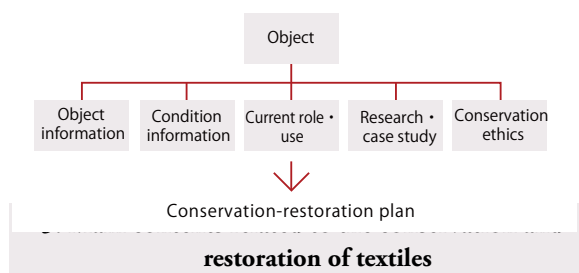 Object
Object
information
Condition
information
Current role・
use
Research・
case study
Conservation
ethics
Conservation-restoration plan
restoration of textiles